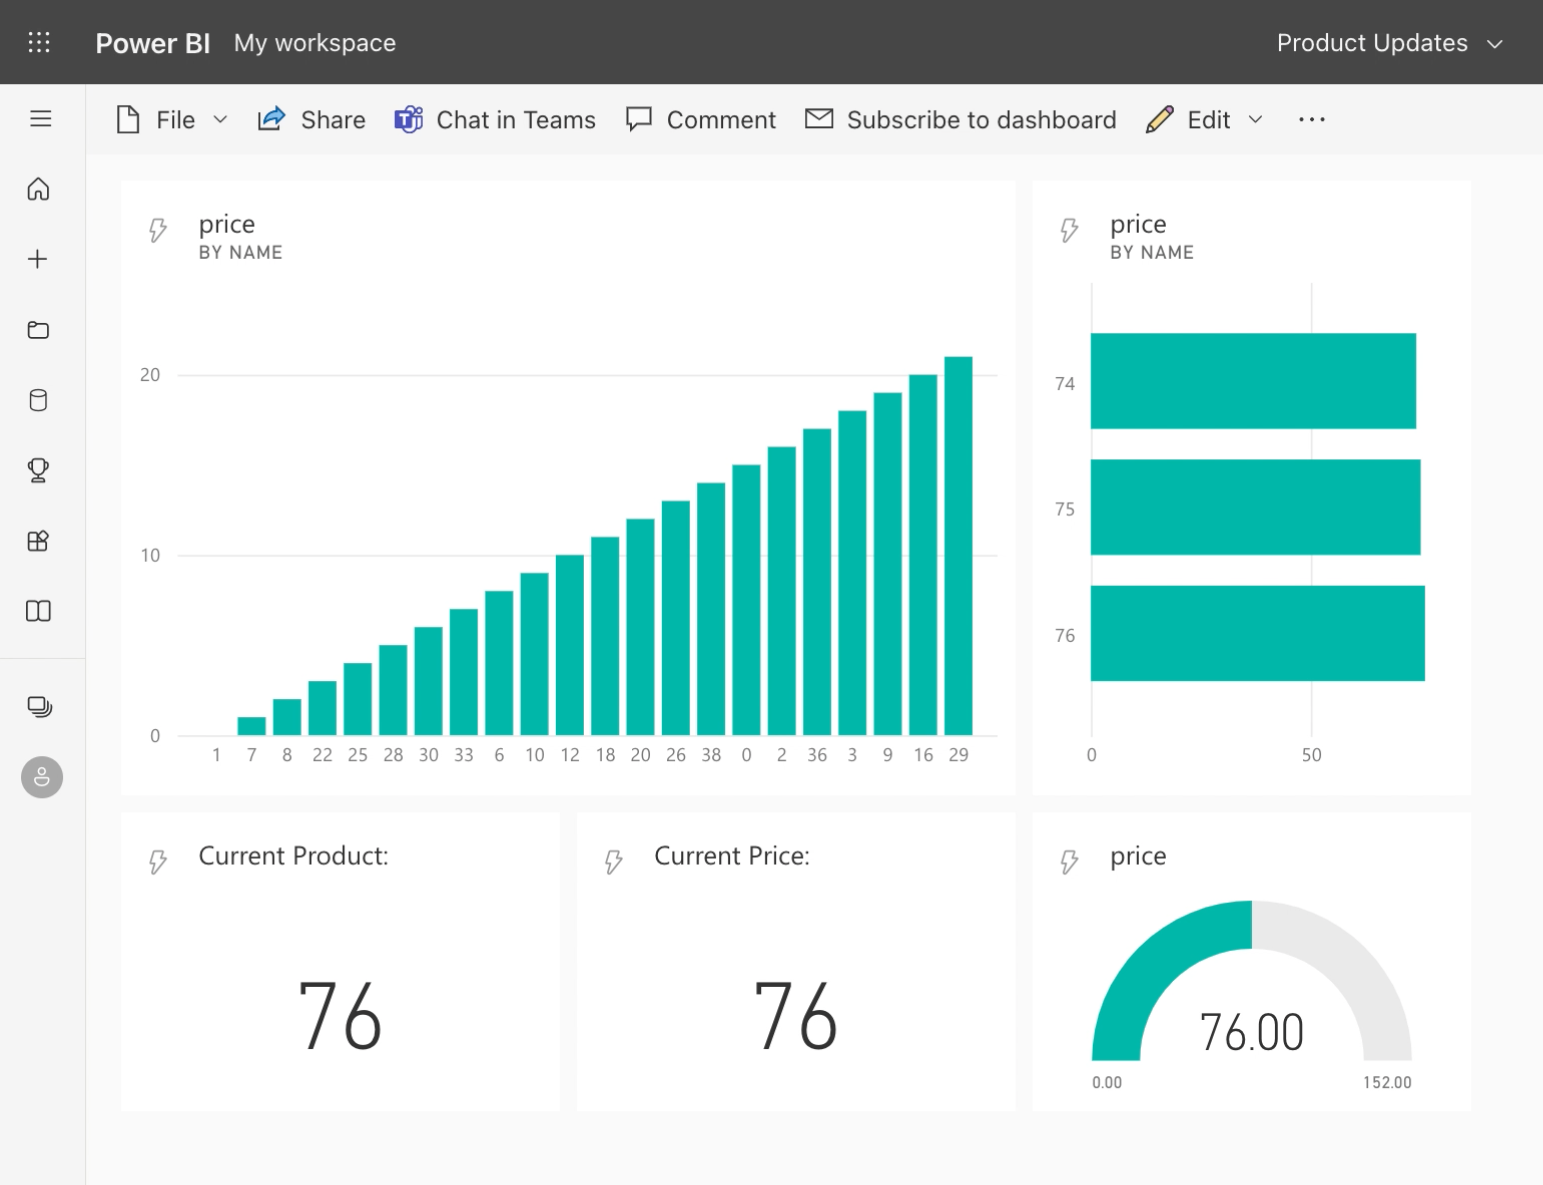 Power BI My workspace Product Updates
File Share Chat in Teams Comment Subscribe to dashboard Edit
price
BY NAME
20
10
0
1 7 8 22 25 28 30 33 6 10 12 18 20 26 38 0 2 36 3 9 16 29
price
BY NAME
74
75
76
0 50
Current Product:
76
Current Price:
76
price
76.00
0.00 152.00